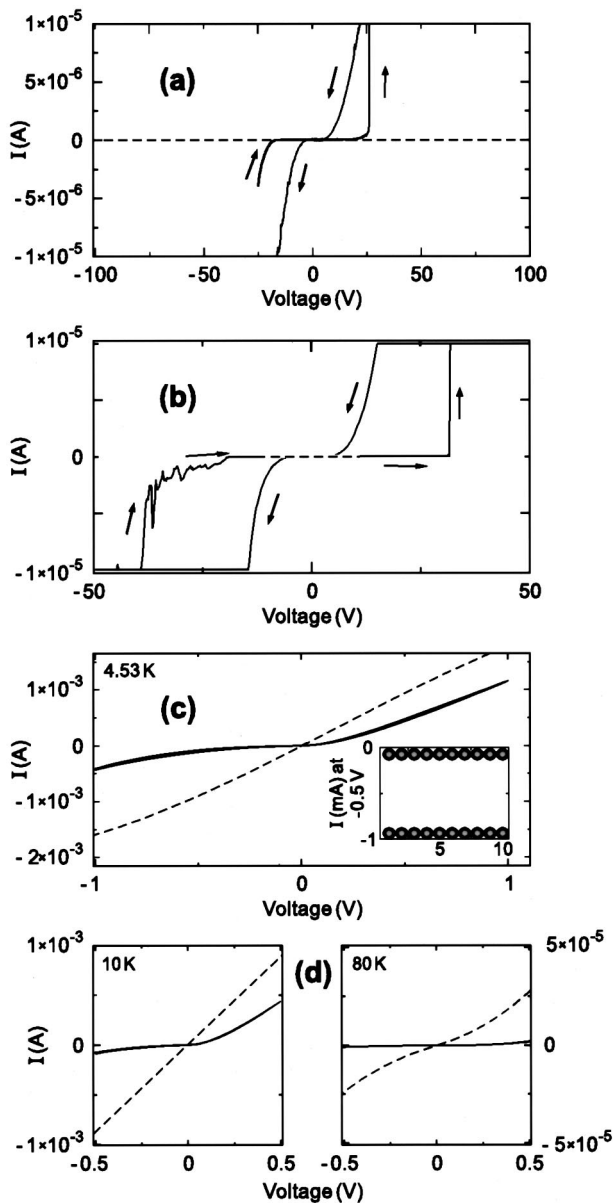 1×10⁻⁵
(a)
5×10⁻⁶
I (A)
0
-5×10⁻⁶
-1×10⁻⁵
-100 -50 0 50 100
Voltage (V)
1×10⁻⁵
(b)
I (A)
0
-1×10⁻⁵
-50 0 50
Voltage (V)
4.53 K
1×10⁻³
(c)
I (A)
0
-1×10⁻³
-2×10⁻³
I (mA) at
-0.5 V
0
-1
5 10
-1 0 1
Voltage (V)
1×10⁻³
10 K
(d)
80 K
5×10⁻⁵
I (A)
0
0
-1×10⁻³
-5×10⁻⁵
-0.5 0 0.5
-0.5 0 0.5
Voltage (V)
Voltage (V)